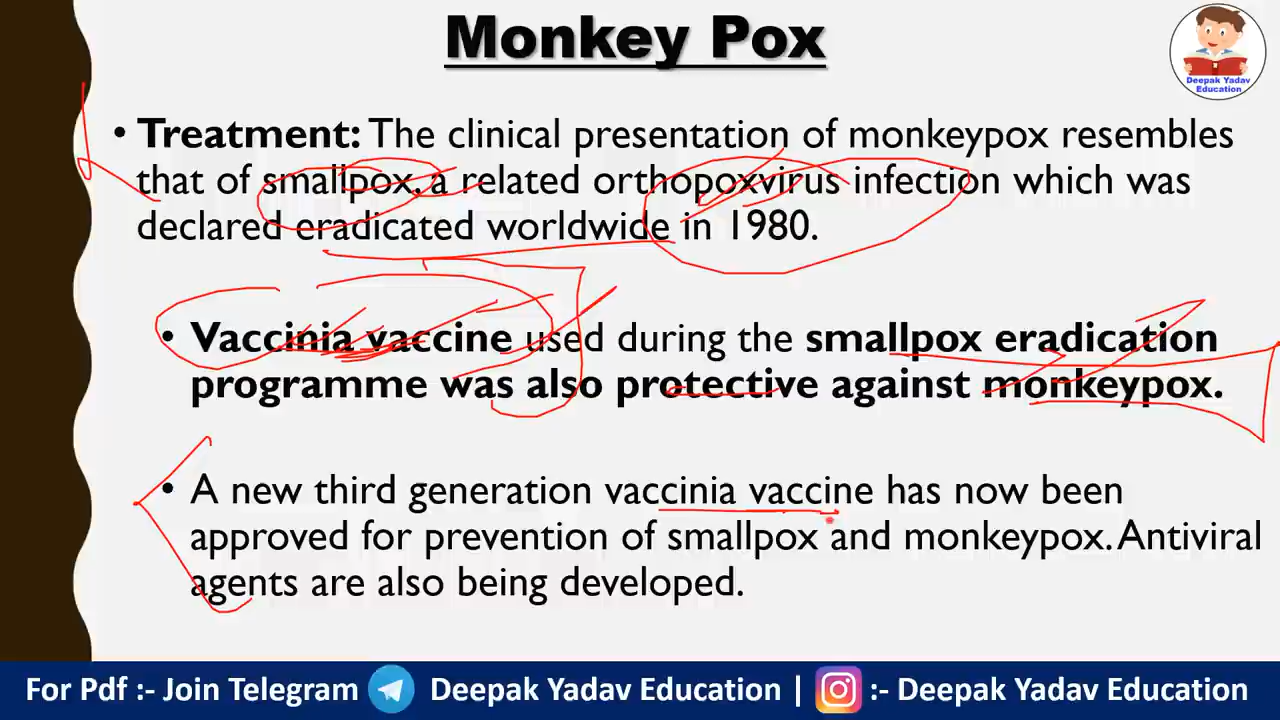 Monkey Pox
Deepak Yadav
Education
• Treatment: The clinical presentation of monkeypox resembles
that of smallpox, a related orthopoxvirus infection which was
declared eradicated worldwide in 1980.
• Vaccinia vaccine used during the smallpox eradication
programme was also protective against monkeypox.
• A new third generation vaccinia vaccine has now been
approved for prevention of smallpox and monkeypox. Antiviral
agents are also being developed.
For Pdf :- Join Telegram Deepak Yadav Education | :- Deepak Yadav Education